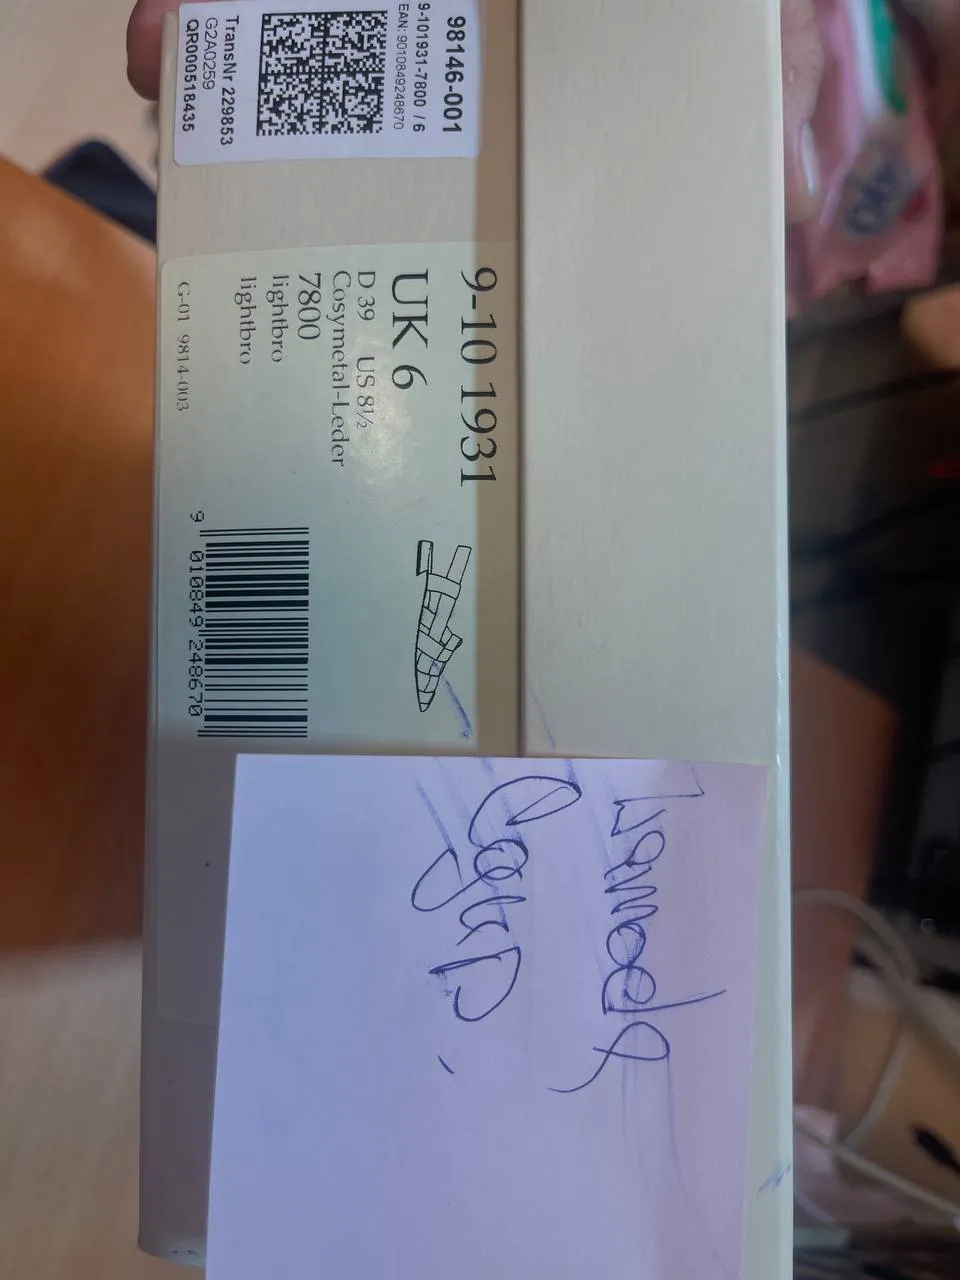 98146-001
9-101931-7800 / 6
EAN: 9010849248670
TransNr 229853
G2A0259
QR000518435
9-10 1931
UK 6
D 39 US 8½
Cosymetal-Leder
7800
lightbro
lightbro
G-01 9814-003
9 010849 248670